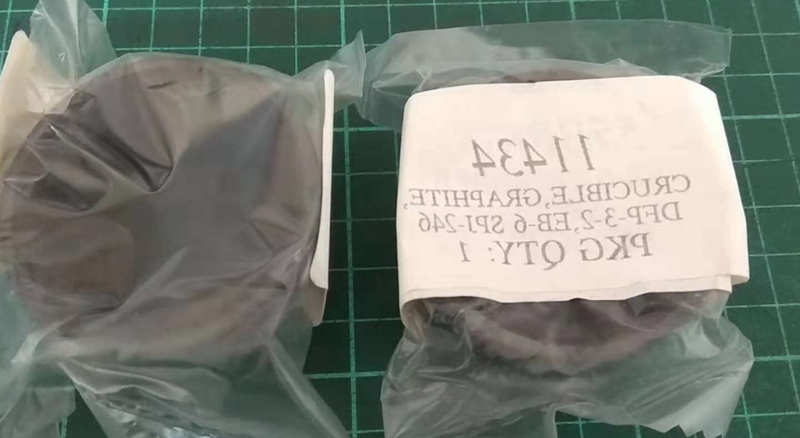 11434
CRUCIBLE,GRAPHITE,
DFP-3-2,EB-6 SPI-246
PKG QTY: 1